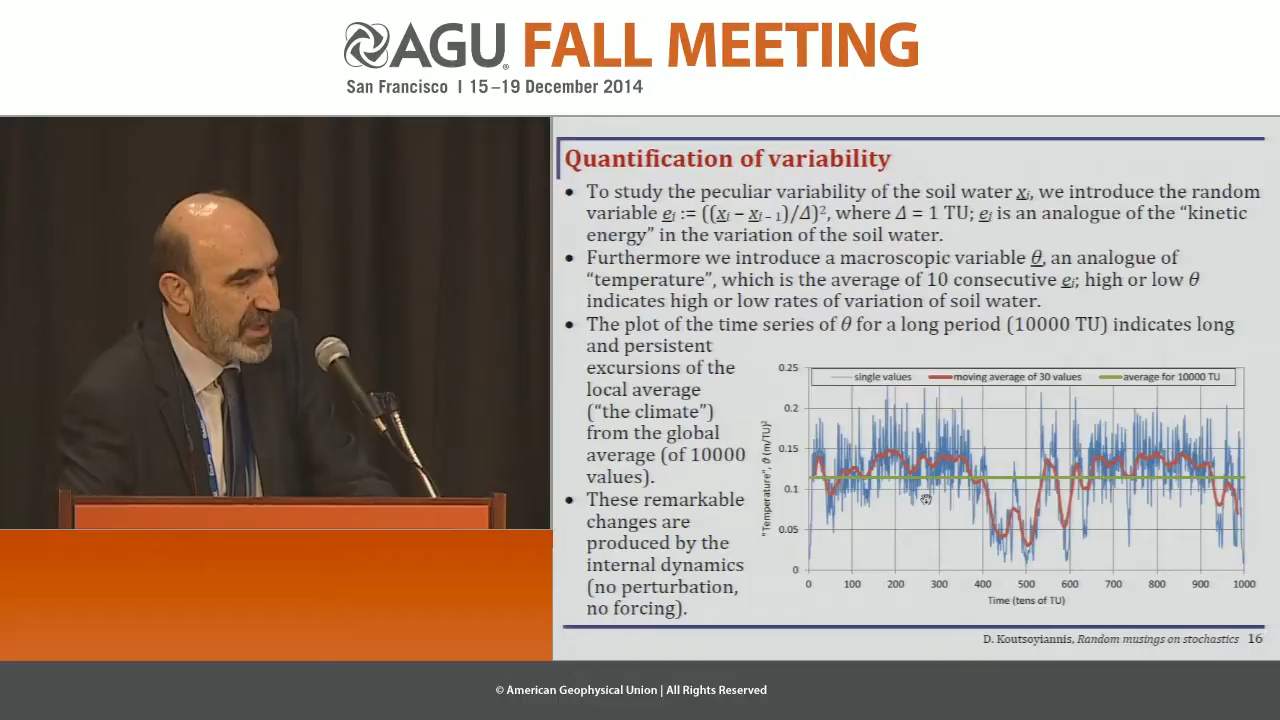 AGU FALL MEETING
San Francisco | 15–19 December 2014
Quantification of variability
• To study the peculiar variability of the soil water xᵢ, we introduce the random
variable eᵢ := ((xᵢ – xᵢ₋₁)/Δ)², where Δ = 1 TU; eᵢ is an analogue of the “kinetic
energy” in the variation of the soil water.
• Furthermore we introduce a macroscopic variable θ, an analogue of
“temperature”, which is the average of 10 consecutive eᵢ; high or low θ
indicates high or low rates of variation of soil water.
• The plot of the time series of θ for a long period (10000 TU) indicates long
and persistent
excursions of the
local average
(“the climate”)
from the global
average (of 10000
values).
• These remarkable
changes are
produced by the
internal dynamics
(no perturbation,
no forcing).
single values moving average of 30 values average for 10000 TU
"Temperature", θ (m/TU)²
0.25
0.2
0.15
0.1
0.05
0
0 100 200 300 400 500 600 700 800 900 1000
Time (tens of TU)
D. Koutsoyiannis, Random musings on stochastics 16
© American Geophysical Union | All Rights Reserved